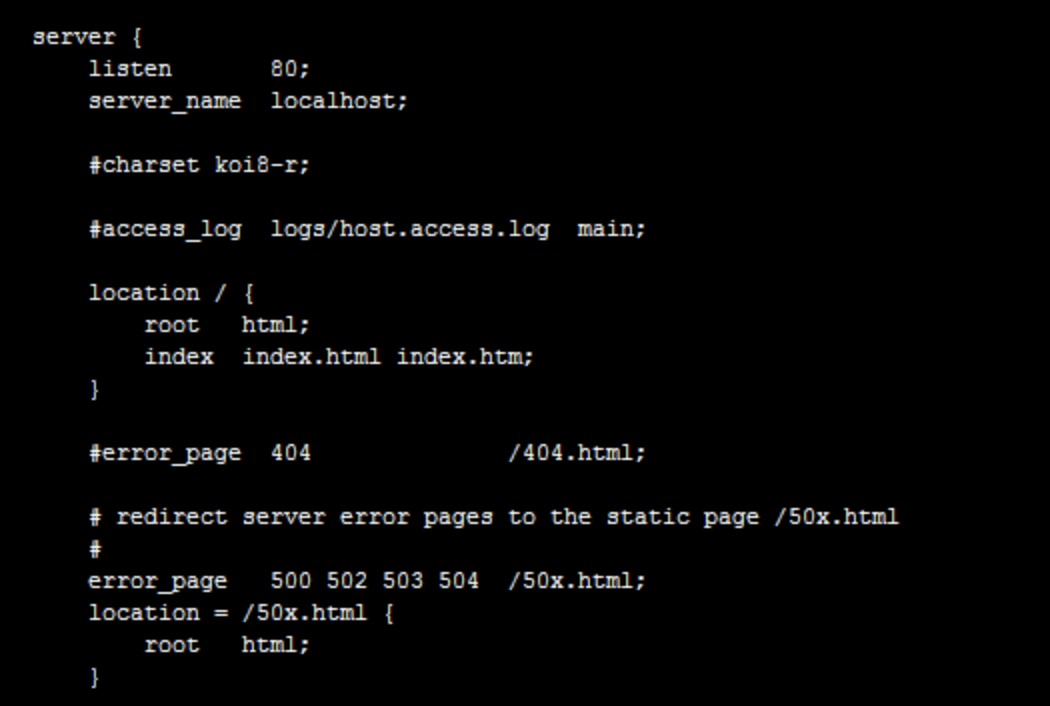 server {
    listen       80;
    server_name  localhost;

    #charset koi8-r;

    #access_log  logs/host.access.log  main;

    location / {
        root   html;
        index  index.html index.htm;
    }

    #error_page  404              /404.html;

    # redirect server error pages to the static page /50x.html
    #
    error_page   500 502 503 504  /50x.html;
    location = /50x.html {
        root   html;
    }